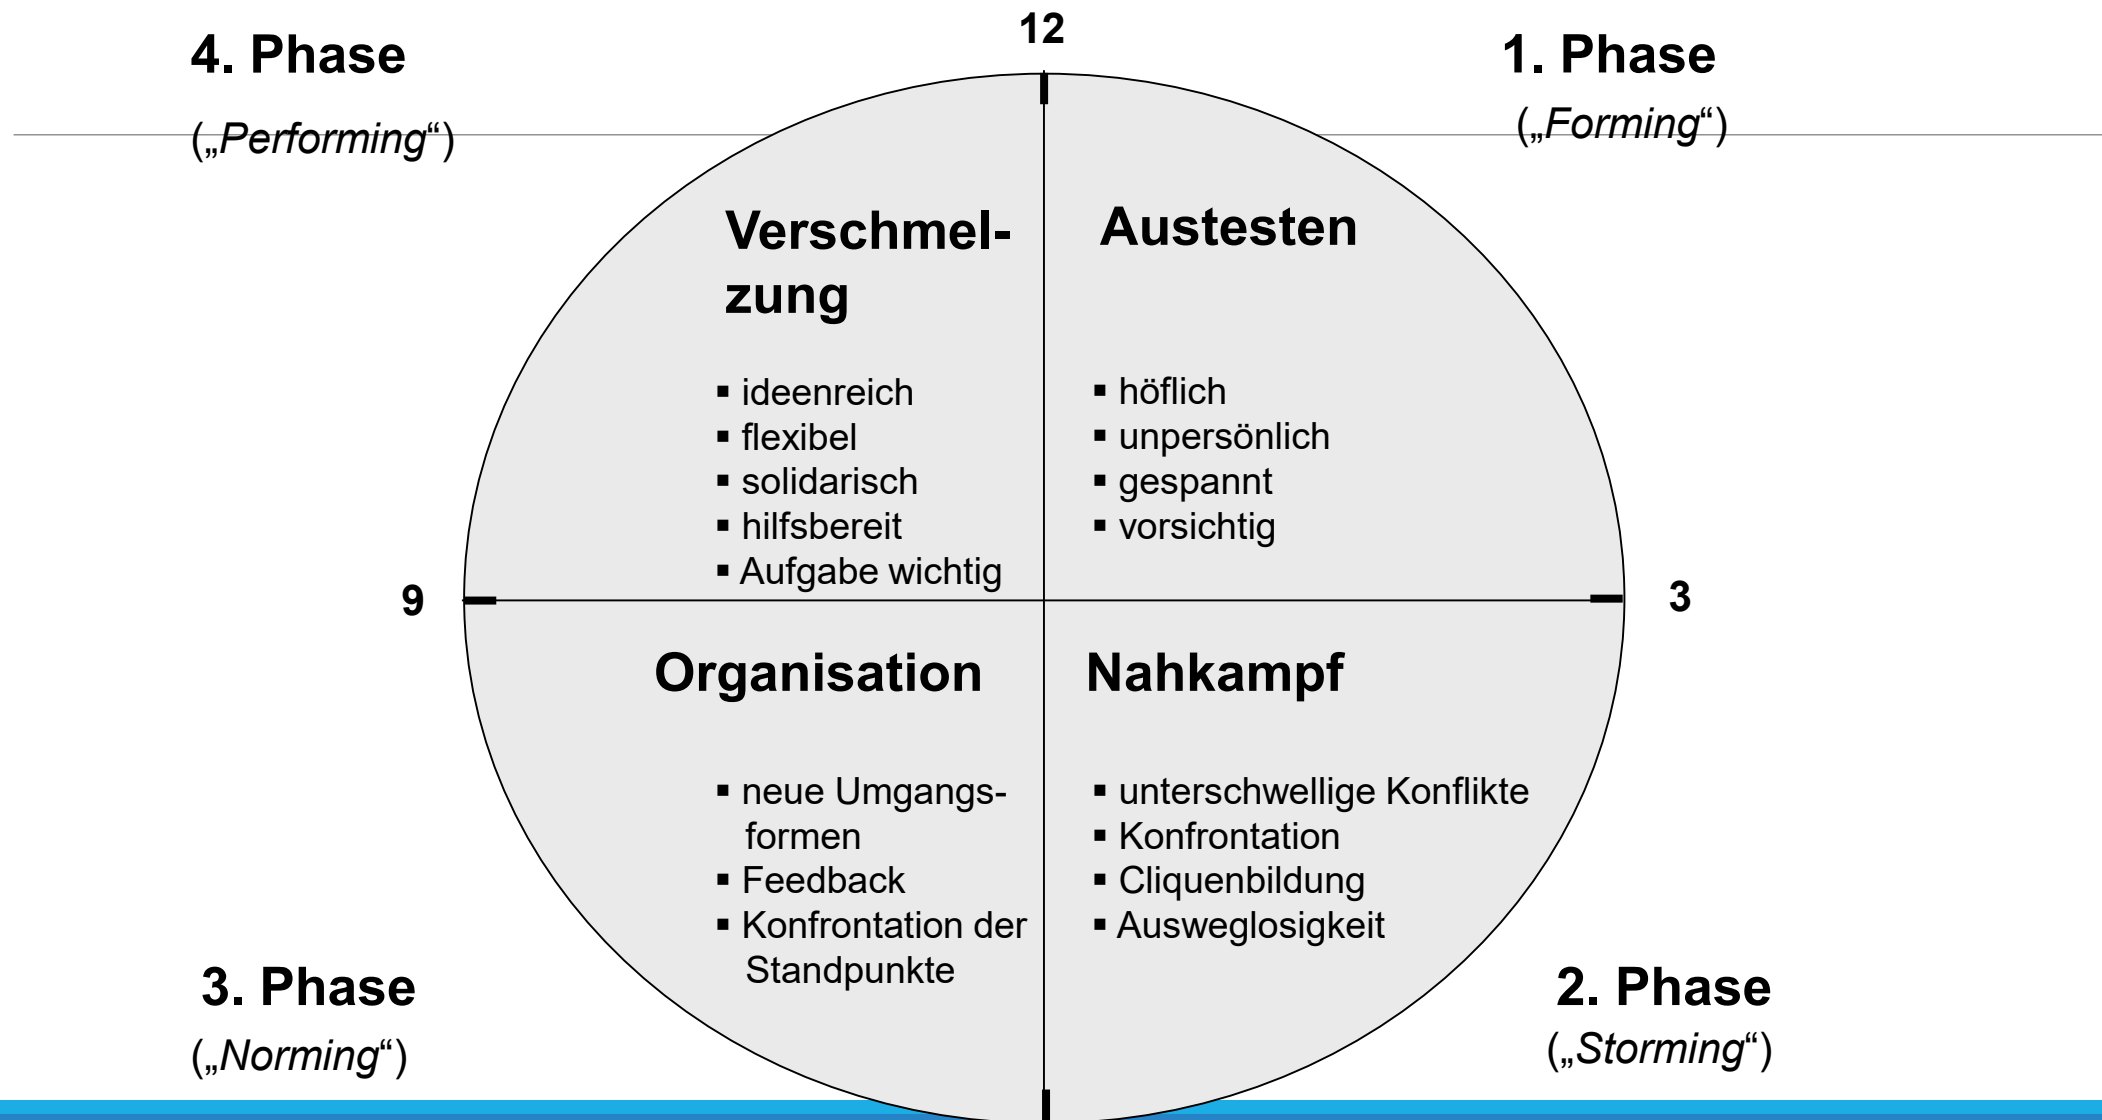 12
1. Phase
(„Forming“)
Austesten
▪ höflich
▪ unpersönlich
▪ gespannt
▪ vorsichtig
3
2. Phase
(„Storming“)
Nahkampf
▪ unterschwellige Konflikte
▪ Konfrontation
▪ Cliquenbildung
▪ Ausweglosigkeit
3. Phase
(„Norming“)
Organisation
▪ neue Umgangs-
formen
▪ Feedback
▪ Konfrontation der
Standpunkte
9
4. Phase
(„Performing“)
Verschmel-
zung
▪ ideenreich
▪ flexibel
▪ solidarisch
▪ hilfsbereit
▪ Aufgabe wichtig